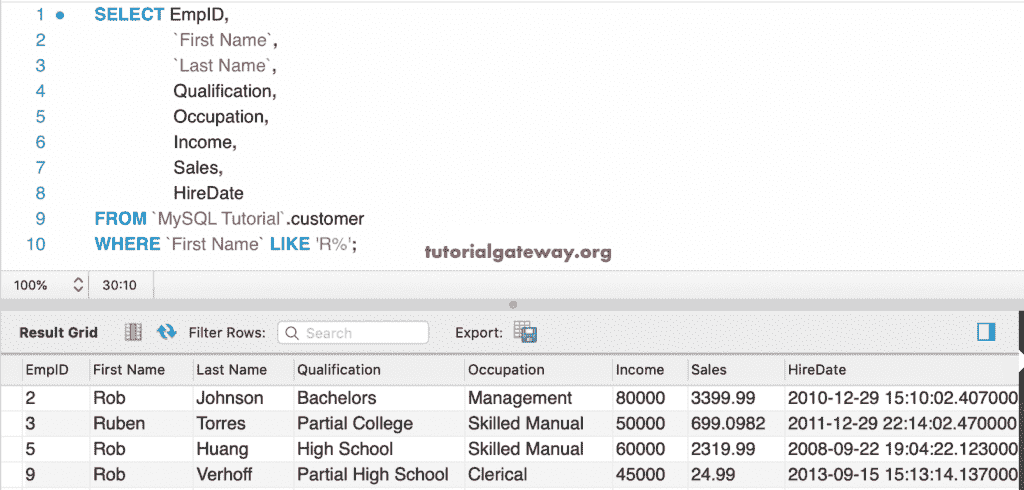 1 SELECT EmpID,
2 `First Name`,
3 `Last Name`,
4 Qualification,
5 Occupation,
6 Income,
7 Sales,
8 HireDate
9 FROM `MySQL Tutorial`.customer
10 WHERE `First Name` LIKE 'R%';
tutorialgateway.org
100% 30:10
Result Grid Filter Rows: Search Export:
EmpID First Name Last Name Qualification Occupation Income Sales HireDate
2 Rob Johnson Bachelors Management 80000 3399.99 2010-12-29 15:10:02.407000
3 Ruben Torres Partial College Skilled Manual 50000 699.0982 2011-12-29 22:14:02.470000
5 Rob Huang High School Skilled Manual 60000 2319.99 2008-09-22 19:04:22.123000
9 Rob Verhoff Partial High School Clerical 45000 24.99 2013-09-15 15:13:14.137000